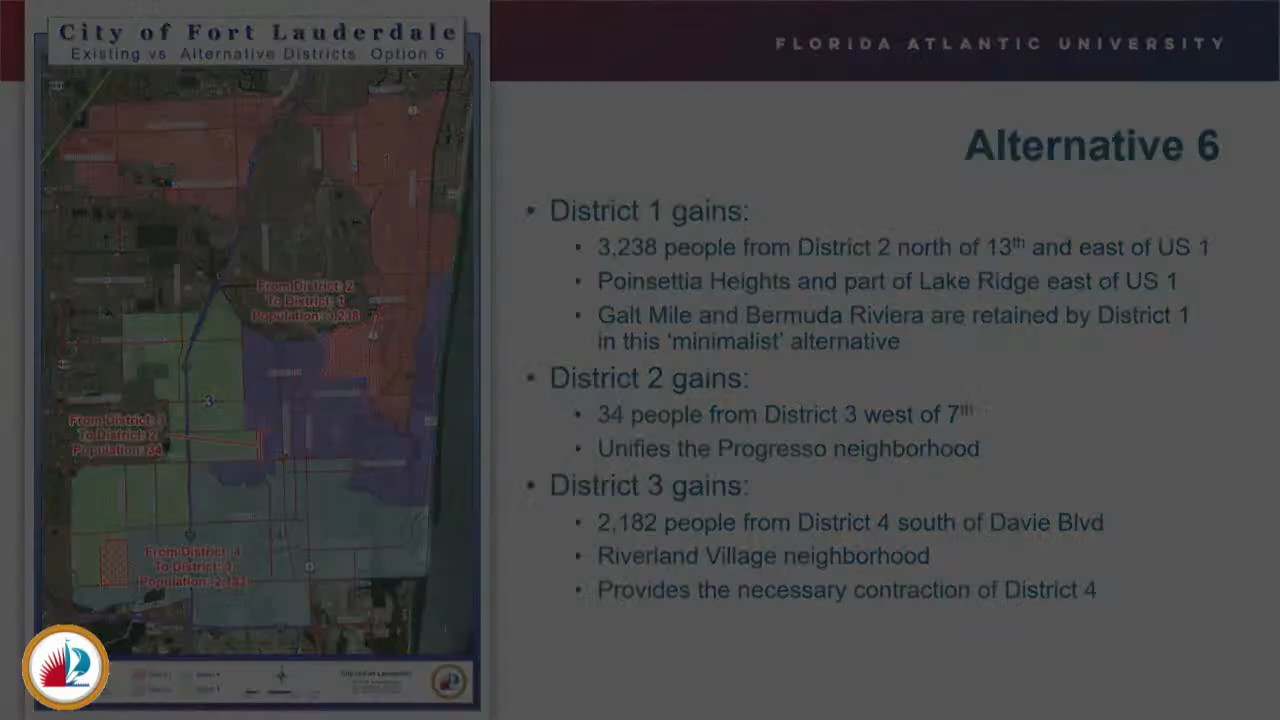 City of Fort Lauderdale
Existing vs Alternative Districts Option 6
From District: 2
To District: 1
Population: 3,238
3
To District: 2
Population: 34
From District: 4
FLORIDA ATLANTIC UNIVERSITY
Alternative 6
• District 1 gains:
• 3,238 people from District 2 north of 13th and east of US 1
• Poinsettia Heights and part of Lake Ridge east of US 1
• Galt Mile and Bermuda Riviera are retained by District 1
in this ‘minimalist’ alternative
• District 2 gains:
• 34 people from District 3 west of 7th
• Unifies the Progresso neighborhood
• District 3 gains:
• 2,182 people from District 4 south of Davie Blvd
• Riverland Village neighborhood
• Provides the necessary contraction of District 4